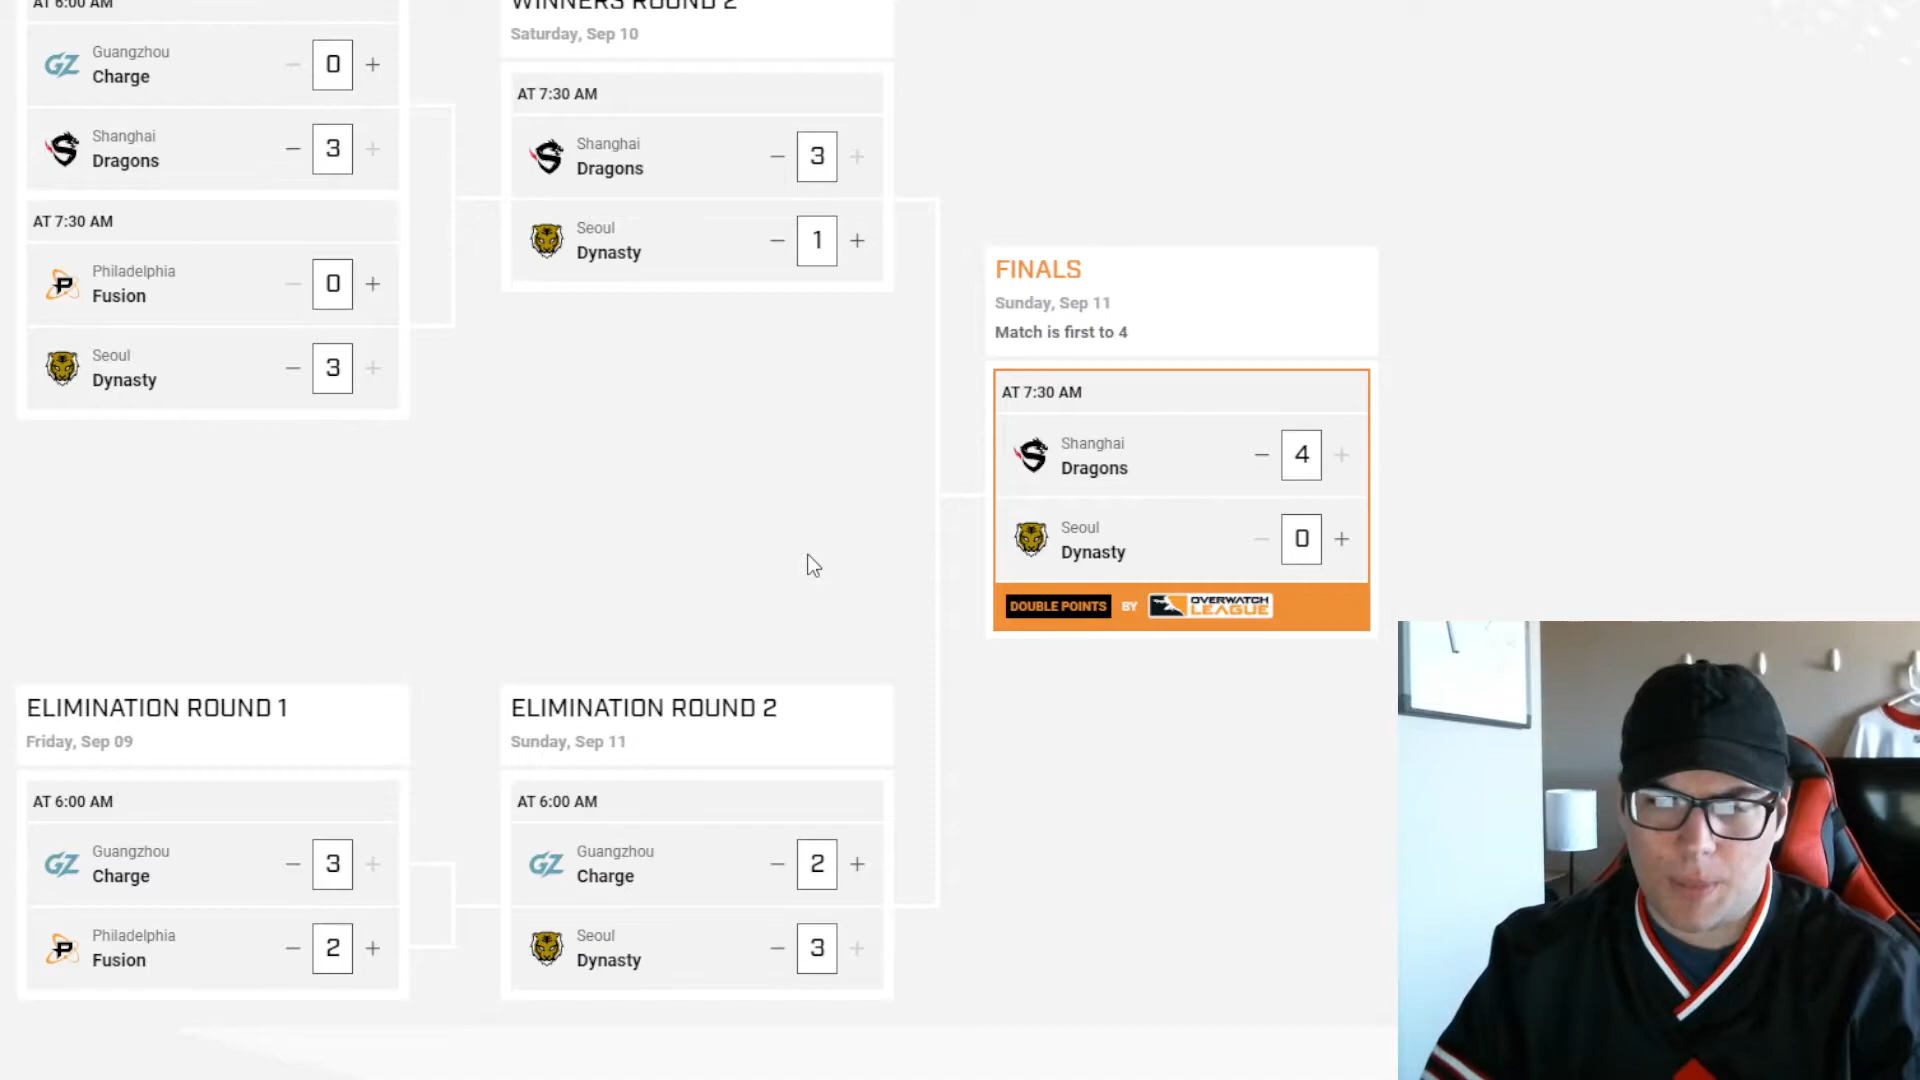 AT 6:00 AM
Guangzhou
Charge
− 0 +
Shanghai
Dragons
− 3 +
AT 7:30 AM
Philadelphia
Fusion
− 0 +
Seoul
Dynasty
− 3 +
WINNERS ROUND 2
Saturday, Sep 10
AT 7:30 AM
Shanghai
Dragons
− 3 +
Seoul
Dynasty
− 1 +
FINALS
Sunday, Sep 11
Match is first to 4
AT 7:30 AM
Shanghai
Dragons
− 4 +
Seoul
Dynasty
− 0 +
DOUBLE POINTS BY OVERWATCH LEAGUE
ELIMINATION ROUND 1
Friday, Sep 09
AT 6:00 AM
Guangzhou
Charge
− 3 +
Philadelphia
Fusion
− 2 +
ELIMINATION ROUND 2
Sunday, Sep 11
AT 6:00 AM
Guangzhou
Charge
− 2 +
Seoul
Dynasty
− 3 +